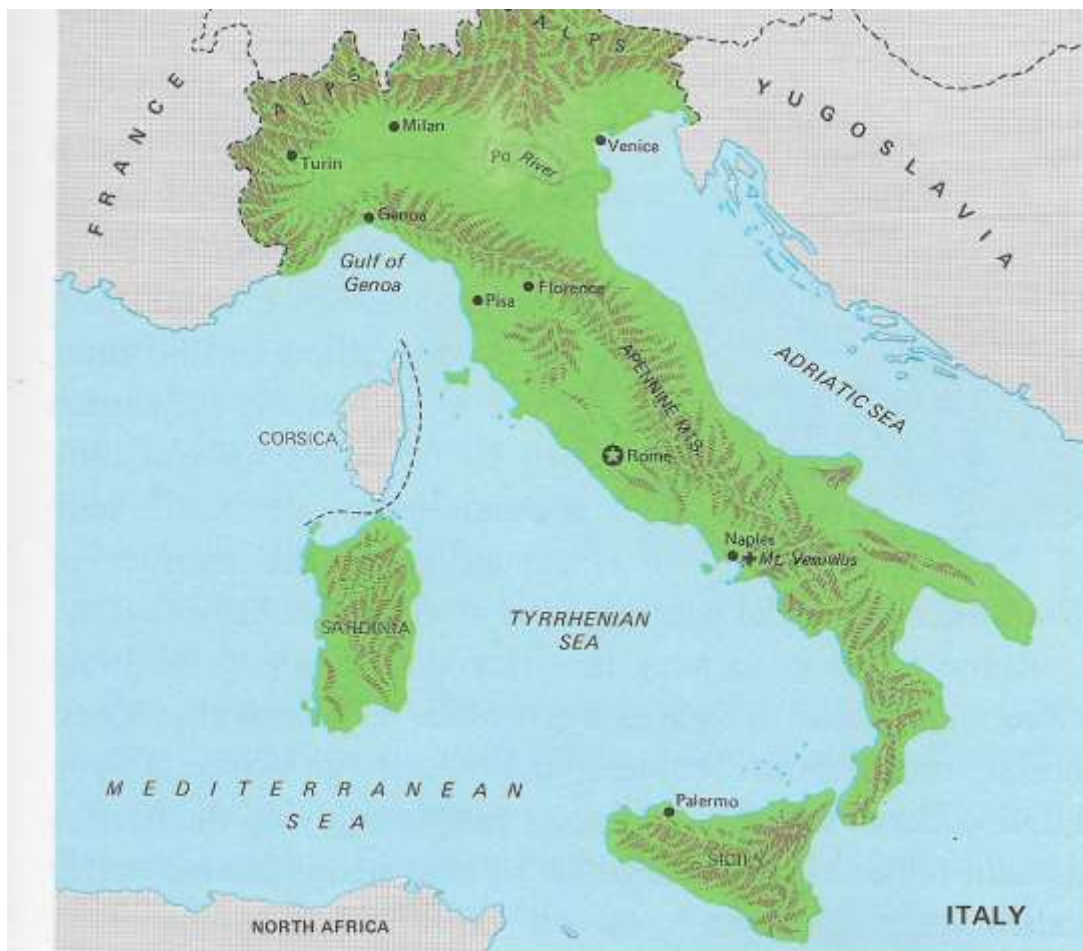 ALPS
FRANCE
ALPS
YUGOSLAVIA
Milan
Venice
Turin
Po River
Genoa
Gulf of
Genoa
Florence
Pisa
ADRIATIC SEA
APENNINE MTS.
CORSICA
Rome
Naples
Mt. Vesuvius
SARDINIA
TYRRHENIAN
SEA
MEDITERRANEAN
SEA
Palermo
SICILY
NORTH AFRICA
ITALY